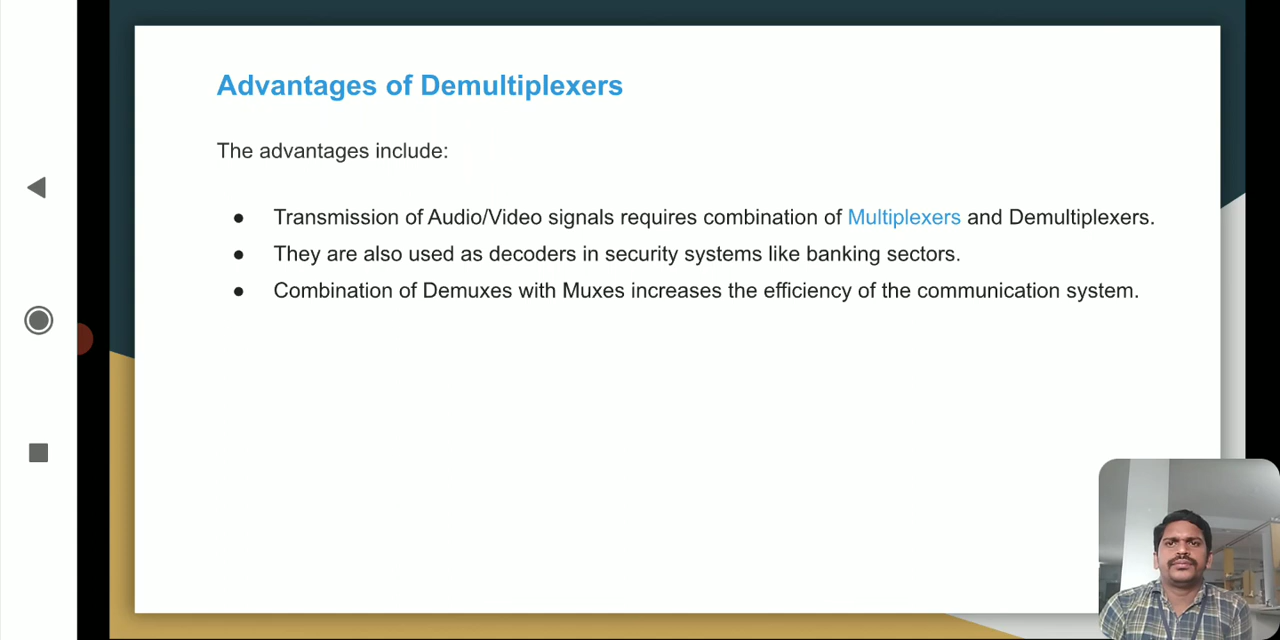 Advantages of Demultiplexers
The advantages include:
● Transmission of Audio/Video signals requires combination of Multiplexers and Demultiplexers.
● They are also used as decoders in security systems like banking sectors.
● Combination of Demuxes with Muxes increases the efficiency of the communication system.